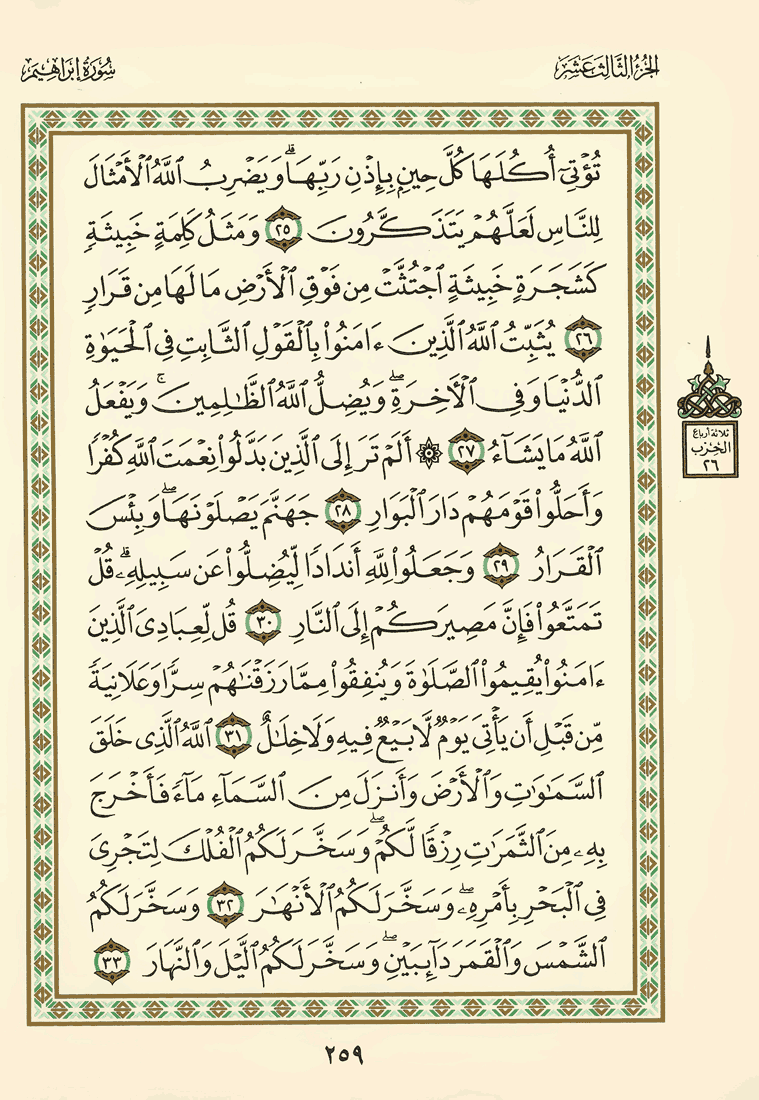 الجزء الثالث عشر
سورة إبراهيم
تُؤْتِىٓ أُكُلَهَا كُلَّ حِينٍۭ بِإِذْنِ رَبِّهَاۗ وَيَضْرِبُ ٱللَّهُ ٱلْأَمْثَالَ
لِلنَّاسِ لَعَلَّهُمْ يَتَذَكَّرُونَ ٢٥ وَمَثَلُ كَلِمَةٍ خَبِيثَةٍ
كَشَجَرَةٍ خَبِيثَةٍ ٱجْتُثَّتْ مِن فَوْقِ ٱلْأَرْضِ مَا لَهَا مِن قَرَارٍ
٢٦ يُثَبِّتُ ٱللَّهُ ٱلَّذِينَ ءَامَنُوا۟ بِٱلْقَوْلِ ٱلثَّابِتِ فِى ٱلْحَيَوٰةِ
ٱلدُّنْيَا وَفِى ٱلْءَاخِرَةِۖ وَيُضِلُّ ٱللَّهُ ٱلظَّـٰلِمِينَۚ وَيَفْعَلُ
ٱللَّهُ مَا يَشَآءُ ٢٧ ۞ أَلَمْ تَرَ إِلَى ٱلَّذِينَ بَدَّلُوا۟ نِعْمَتَ ٱللَّهِ كُفْرًا
وَأَحَلُّوا۟ قَوْمَهُمْ دَارَ ٱلْبَوَارِ ٢٨ جَهَنَّمَ يَصْلَوْنَهَاۖ وَبِئْسَ
ٱلْقَرَارُ ٢٩ وَجَعَلُوا۟ لِلَّهِ أَندَادًا لِّيُضِلُّوا۟ عَن سَبِيلِهِۦۗ قُلْ
تَمَتَّعُوا۟ فَإِنَّ مَصِيرَكُمْ إِلَى ٱلنَّارِ ٣٠ قُل لِّعِبَادِىَ ٱلَّذِينَ
ءَامَنُوا۟ يُقِيمُوا۟ ٱلصَّلَوٰةَ وَيُنفِقُوا۟ مِمَّا رَزَقْنَـٰهُمْ سِرًّا وَعَلَانِيَةً
مِّن قَبْلِ أَن يَأْتِىَ يَوْمٌ لَّا بَيْعٌ فِيهِ وَلَا خِلَـٰلٌ ٣١ ٱللَّهُ ٱلَّذِى خَلَقَ
ٱلسَّمَـٰوَٰتِ وَٱلْأَرْضَ وَأَنزَلَ مِنَ ٱلسَّمَآءِ مَآءً فَأَخْرَجَ
بِهِۦ مِنَ ٱلثَّمَرَٰتِ رِزْقًا لَّكُمْۖ وَسَخَّرَ لَكُمُ ٱلْفُلْكَ لِتَجْرِىَ
فِى ٱلْبَحْرِ بِأَمْرِهِۦۖ وَسَخَّرَ لَكُمُ ٱلْأَنْهَـٰرَ ٣٢ وَسَخَّرَ لَكُمُ
ٱلشَّمْسَ وَٱلْقَمَرَ دَآئِبَيْنِۖ وَسَخَّرَ لَكُمُ ٱلَّيْلَ وَٱلنَّهَارَ ٣٣
ثلاثة أرباع
الحزب
٢٦
٢٥٩